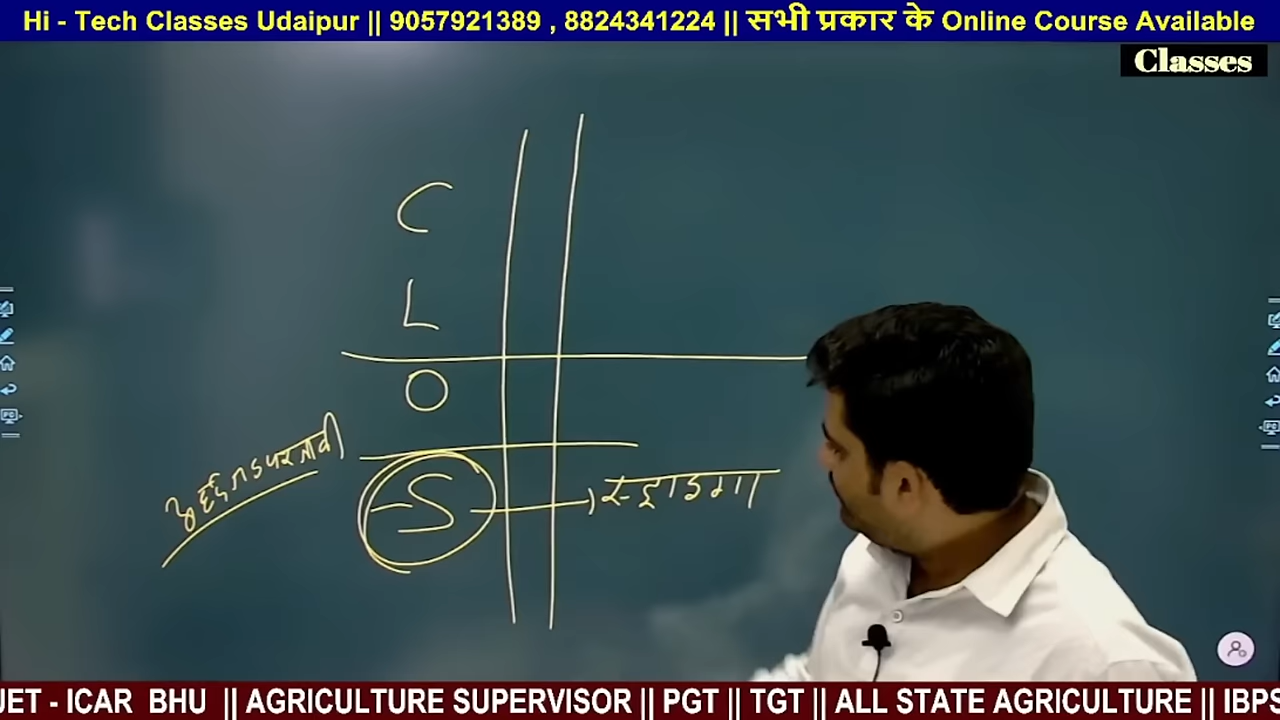 Hi - Tech Classes Udaipur || 9057921389 , 8824341224 || सभी प्रकार के Online Course Available
Classes
C
L
O
S
JET - ICAR BHU || AGRICULTURE SUPERVISOR || PGT || TGT || ALL STATE AGRICULTURE || IBPS